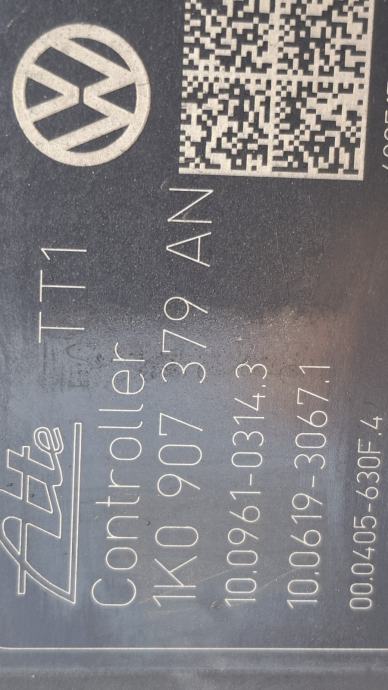 Ate TT1
Controller
1K0 907 379 AN
10.0961-0314.3
10.0619-3067.1
00.0405-630F.4